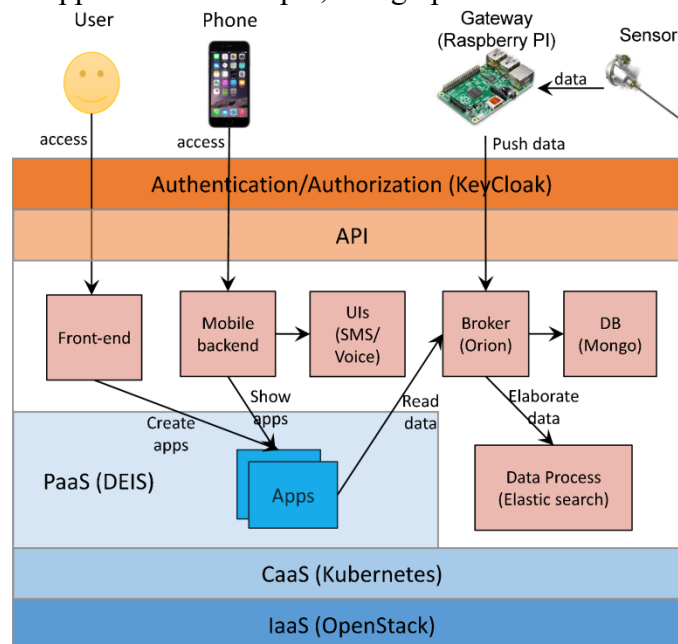 User
Phone
Gateway
(Raspberry PI)
Sensor
data
access
access
Push data
Authentication/Authorization (KeyCloak)
API
Front-end
Mobile
backend
UIs
(SMS/
Voice)
Broker
(Orion)
DB
(Mongo)
Create
apps
Show
apps
Read
data
Elaborate
data
PaaS (DEIS)
Apps
Data Process
(Elastic search)
CaaS (Kubernetes)
IaaS (OpenStack)